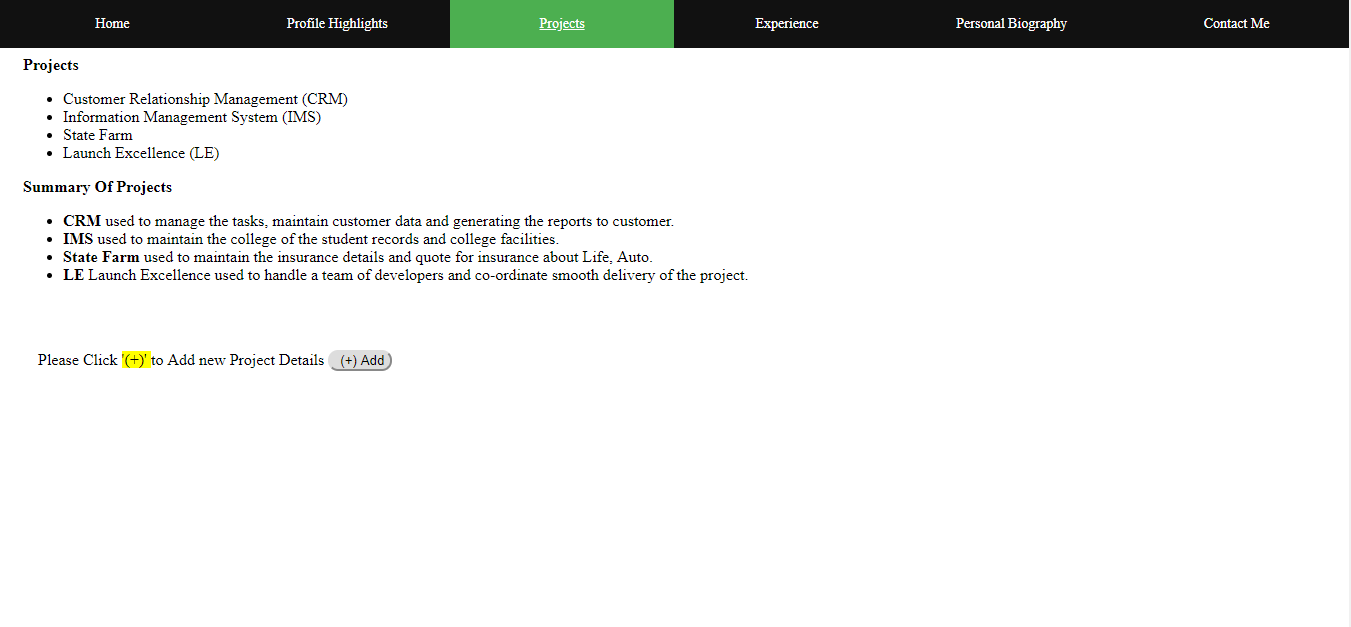 Home Profile Highlights Projects Experience Personal Biography Contact Me
Projects
Customer Relationship Management (CRM)
Information Management System (IMS)
State Farm
Launch Excellence (LE)
Summary Of Projects
CRM used to manage the tasks, maintain customer data and generating the reports to customer.
IMS used to maintain the college of the student records and college facilities.
State Farm used to maintain the insurance details and quote for insurance about Life, Auto.
LE Launch Excellence used to handle a team of developers and co-ordinate smooth delivery of the project.
Please Click '(+)' to Add new Project Details (+) Add